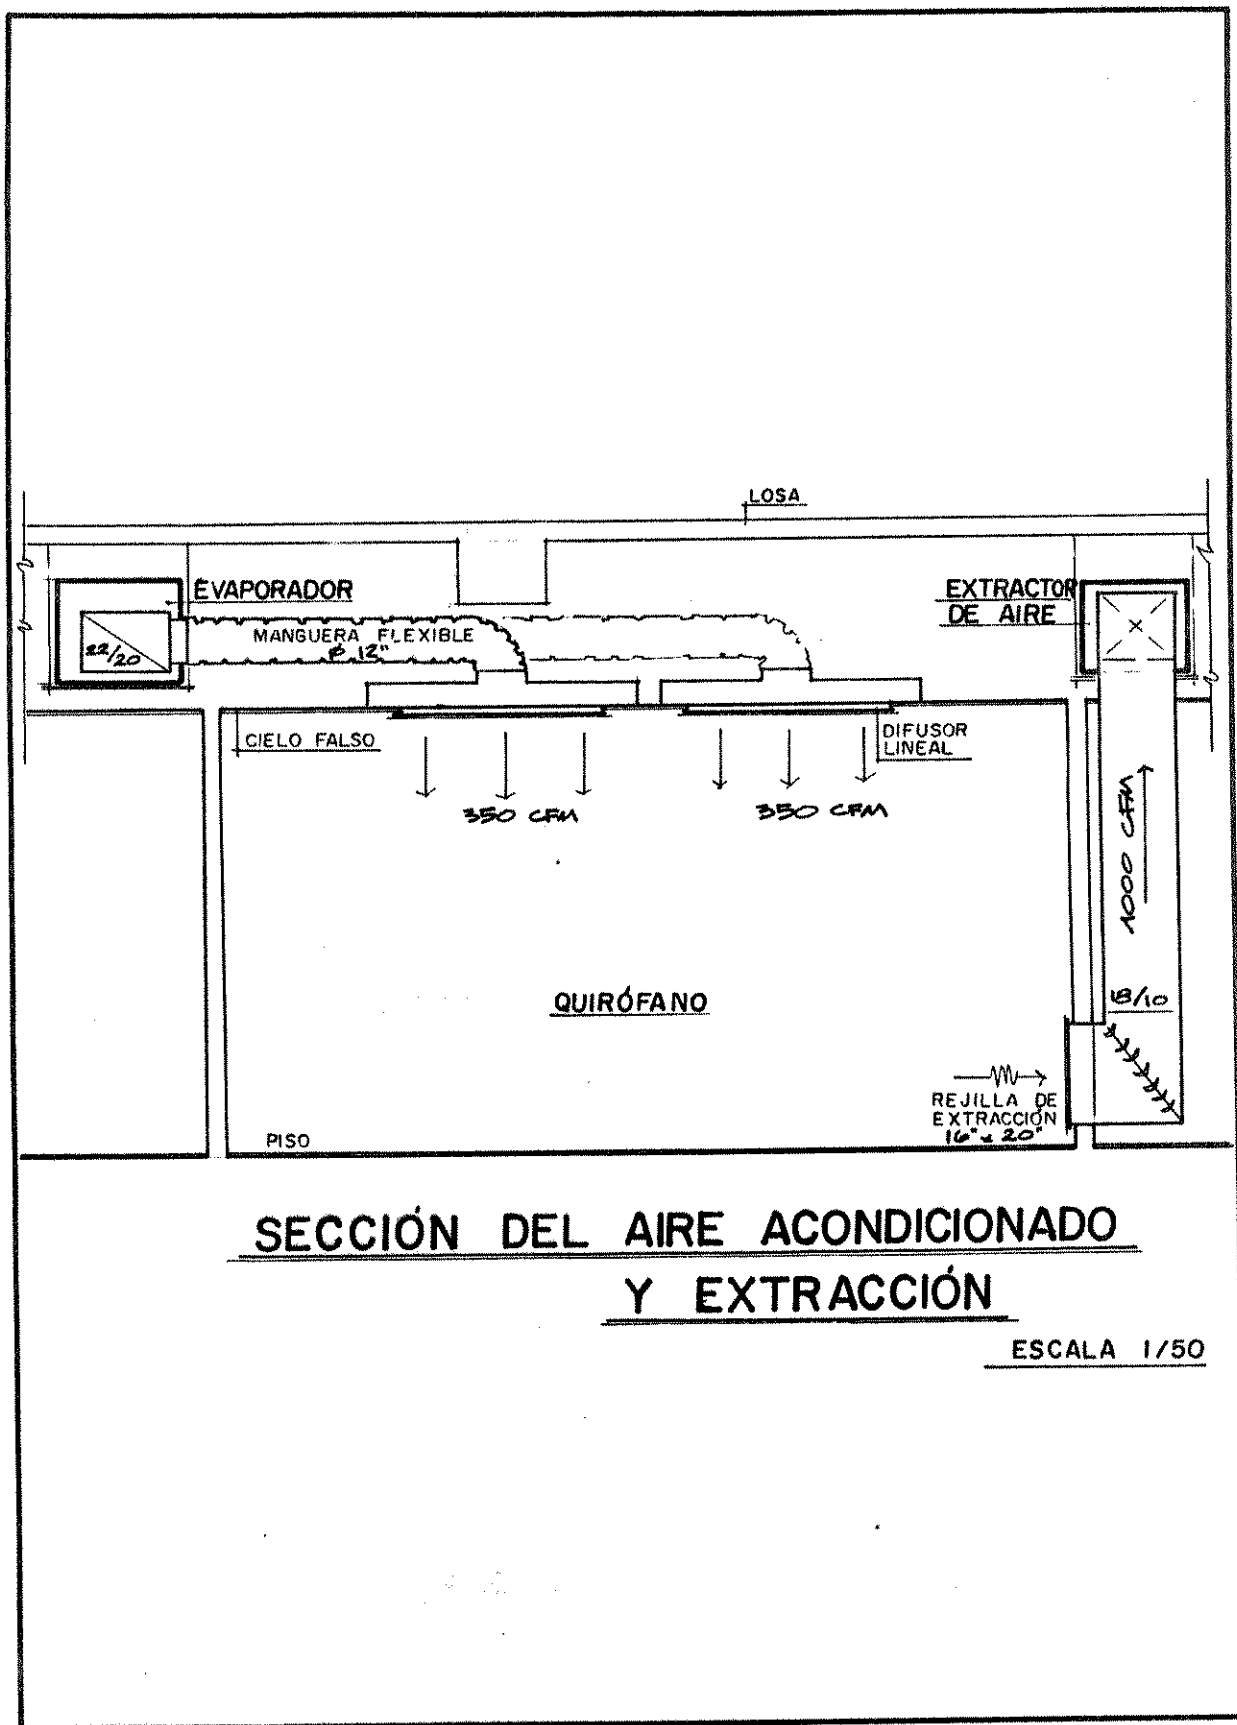 LOSA
EVAPORADOR
EXTRACTOR
DE AIRE
MANGUERA FLEXIBLE
ø 12"
22/20
CIELO FALSO
DIFUSOR
LINEAL
350 CFM
350 CFM
1000 CFM
QUIRÓFANO
18/10
REJILLA DE
EXTRACCIÓN
16" x 20"
PISO
SECCIÓN DEL AIRE ACONDICIONADO
Y EXTRACCIÓN
ESCALA 1/50